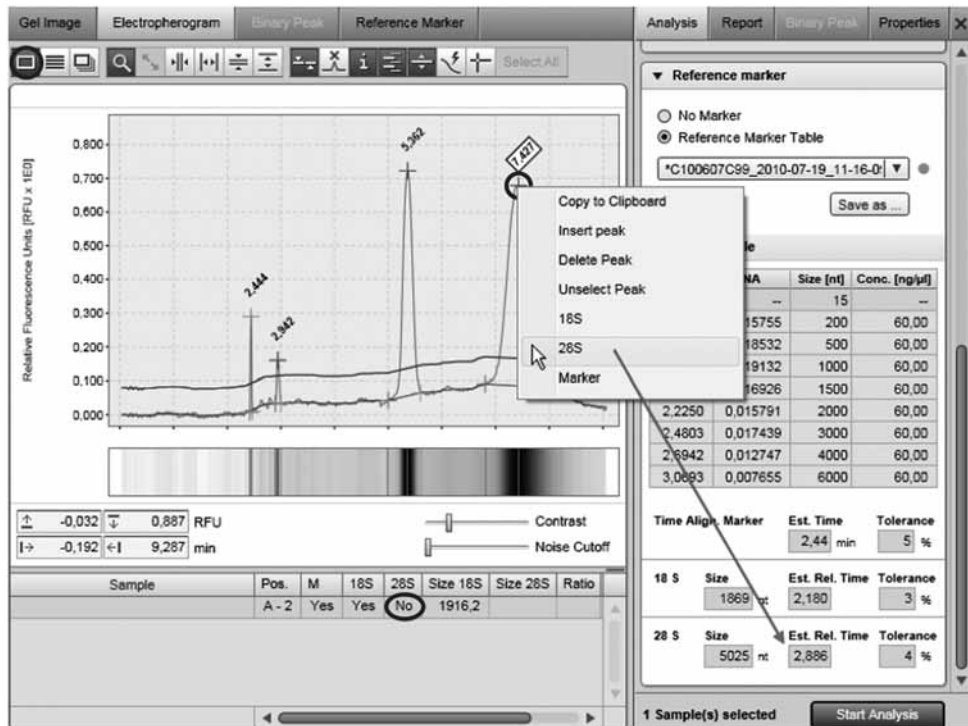 Gel Image Electropherogram Binary Peak Reference Marker
Select All
Relative Fluorescence Units [RFU x 1E0]
0,800
0,700
0,600
0,500
0,400
0,300
0,200
0,100
0,000
2,444
2,942
5,362
7,427
Copy to Clipboard
Insert peak
Delete Peak
Unselect Peak
18S
28S
Marker
-0,032 0,887 RFU
-0,192 9,287 min
Contrast
Noise Cutoff
Sample Pos. M 18S 28S Size 18S Size 28S Ratio
A - 2 Yes Yes No 1916,2
Analysis Report Binary Peak Properties
Reference marker
No Marker
Reference Marker Table
*C100607C99_2010-07-19_11-16-0
Save as ...
Size [nt] Conc. [ng/µl]
-- 15 --
15755 200 60,00
18532 500 60,00
19132 1000 60,00
16926 1500 60,00
2,2250 0,015791 2000 60,00
2,4803 0,017439 3000 60,00
2,6942 0,012747 4000 60,00
3,0693 0,007655 6000 60,00
Time Align. Marker Est. Time Tolerance
2,44 min 5 %
18 S Size Est. Rel. Time Tolerance
1869 nt 2,180 3 %
28 S Size Est. Rel. Time Tolerance
5025 nt 2,886 4 %
1 Sample(s) selected Start Analysis